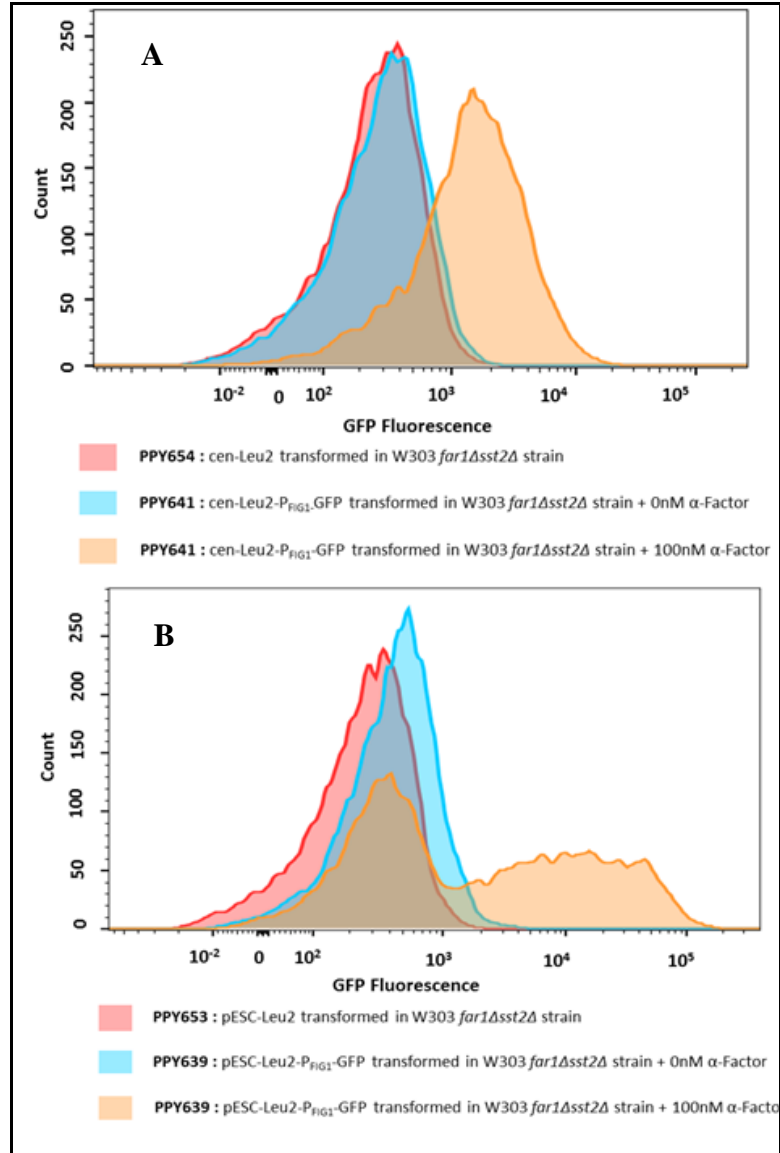 A
250
200
150
100
50
0
Count
10-2 0 102 103 104 105
GFP Fluorescence
PPY654 : cen-Leu2 transformed in W303 far1Δsst2Δ strain
PPY641 : cen-Leu2-PFIG1-GFP transformed in W303 far1Δsst2Δ strain + 0nM α-Factor
PPY641 : cen-Leu2-PFIG1-GFP transformed in W303 far1Δsst2Δ strain + 100nM α-Factor
B
250
200
150
100
50
0
Count
10-2 0 102 103 104 105
GFP Fluorescence
PPY653 : pESC-Leu2 transformed in W303 far1Δsst2Δ strain
PPY639 : pESC-Leu2-PFIG1-GFP transformed in W303 far1Δsst2Δ strain + 0nM α-Factor
PPY639 : pESC-Leu2-PFIG1-GFP transformed in W303 far1Δsst2Δ strain + 100nM α-Facto